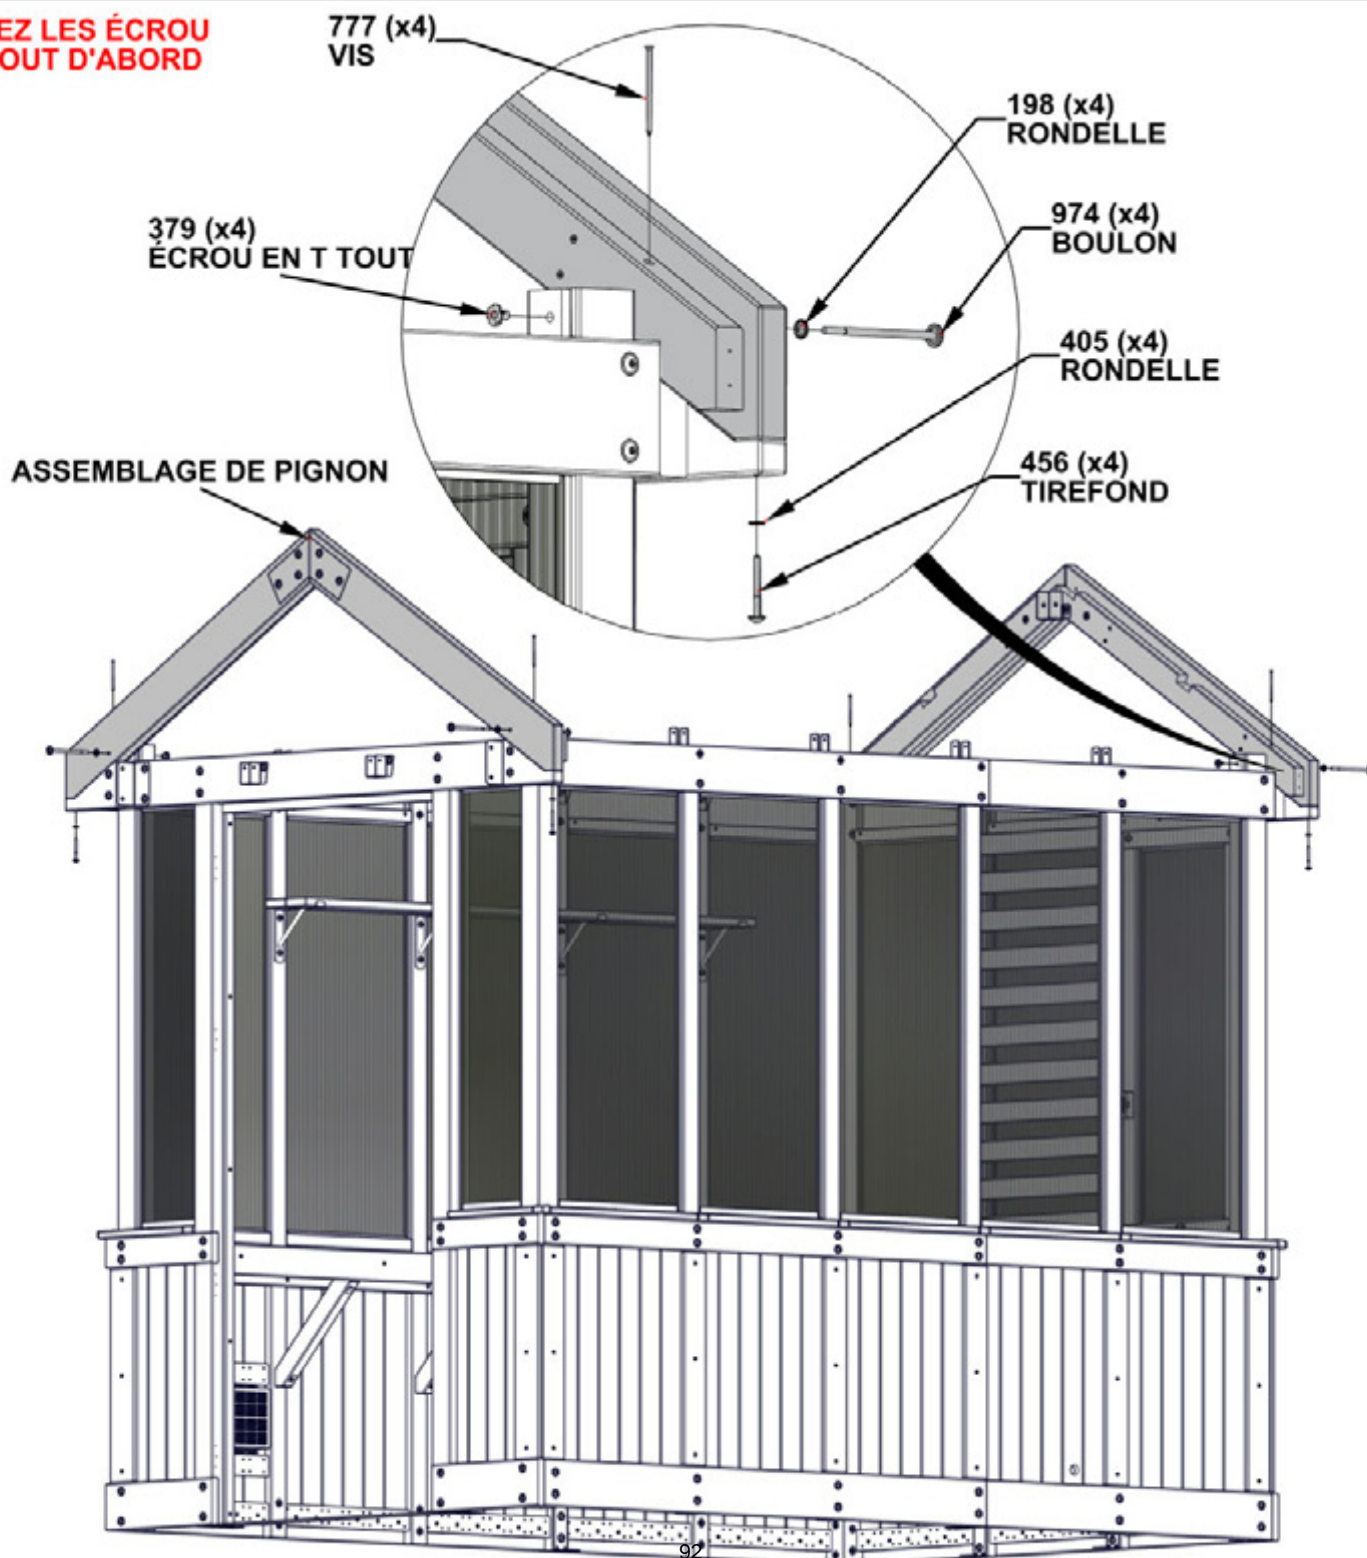 EZ LES ÉCROU
OUT D'ABORD
777 (x4)
VIS
198 (x4)
RONDELLE
379 (x4)
ÉCROU EN T TOUT
974 (x4)
BOULON
405 (x4)
RONDELLE
ASSEMBLAGE DE PIGNON
456 (x4)
TIREFOND
92